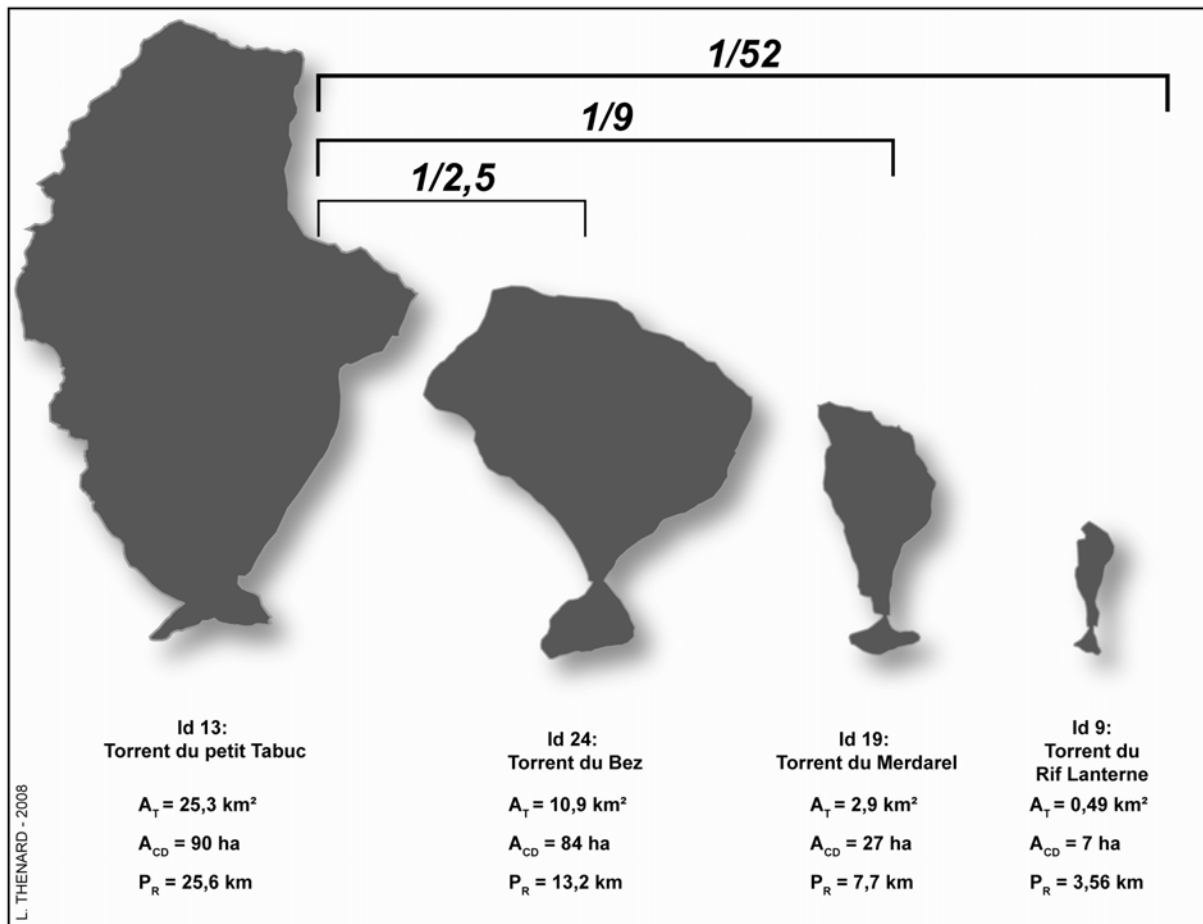 1/52
1/9
1/2,5
Id 13:
Torrent du petit Tabuc
A_T = 25,3 km²
A_CD = 90 ha
P_R = 25,6 km
Id 24:
Torrent du Bez
A_T = 10,9 km²
A_CD = 84 ha
P_R = 13,2 km
Id 19:
Torrent du Merdarel
A_T = 2,9 km²
A_CD = 27 ha
P_R = 7,7 km
Id 9:
Torrent du
Rif Lanterne
A_T = 0,49 km²
A_CD = 7 ha
P_R = 3,56 km
L. THENARD - 2008